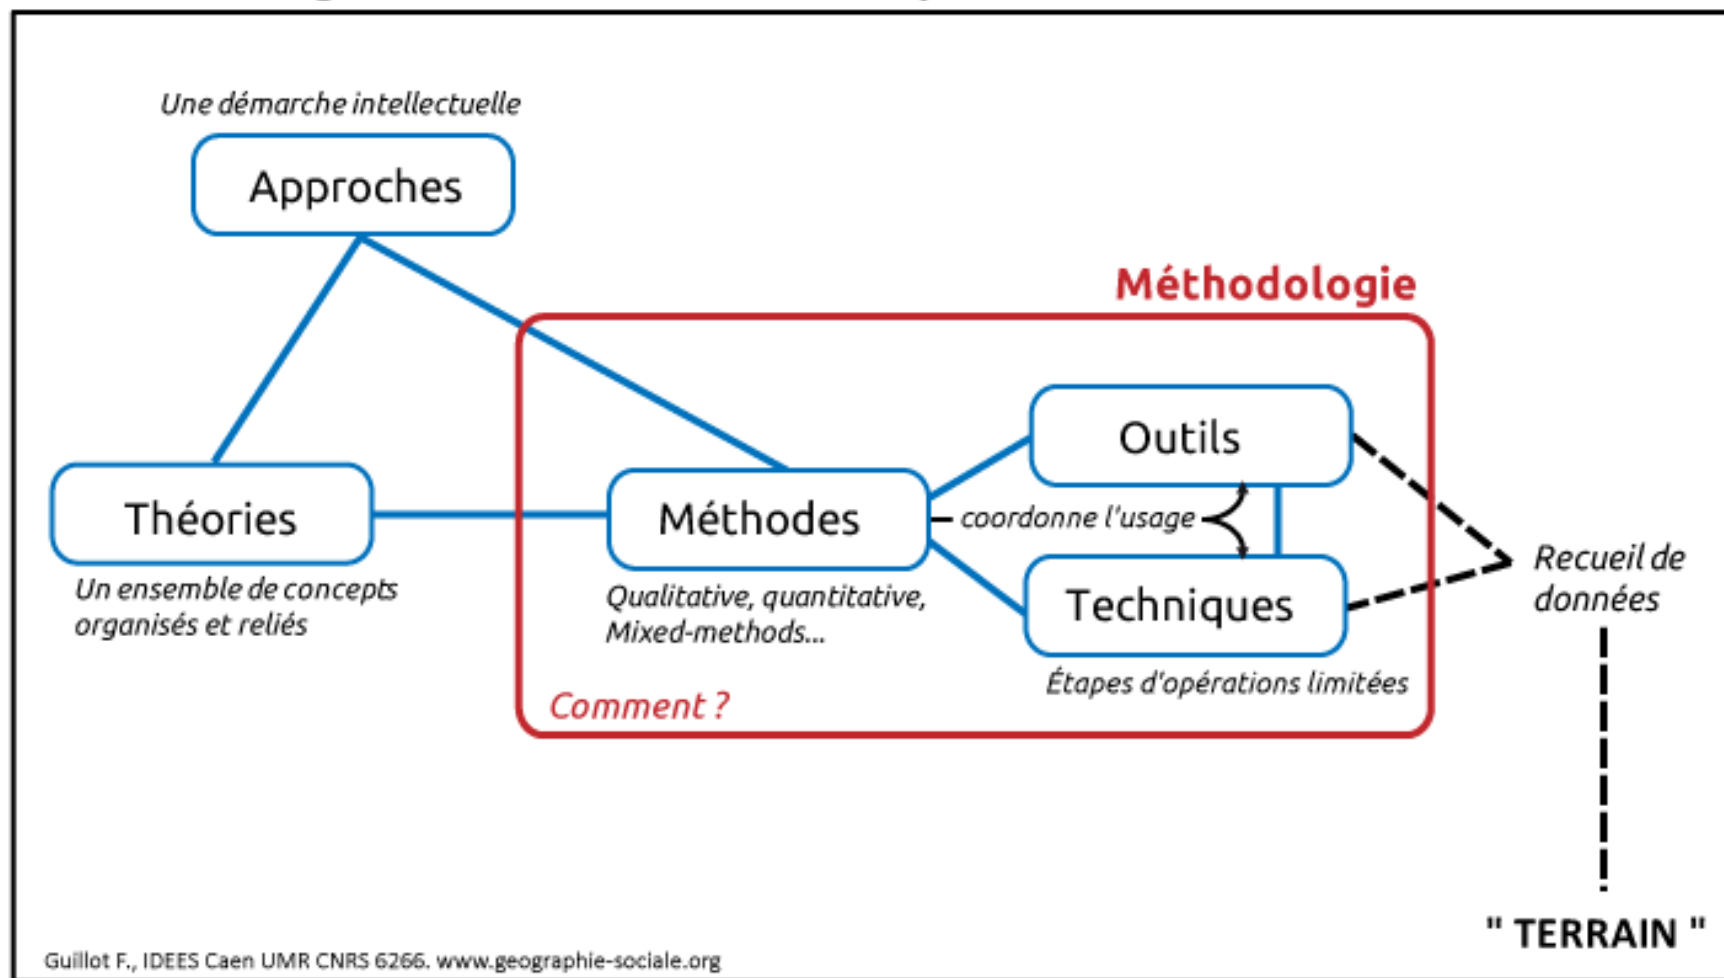 Une démarche intellectuelle
Approches
Méthodologie
Outils
Théories
Méthodes
coordonne l'usage
Techniques
Un ensemble de concepts
organisés et reliés
Qualitative, quantitative,
Mixed-methods...
Étapes d'opérations limitées
Comment ?
Recueil de
données
" TERRAIN "
Guillot F., IDEES Caen UMR CNRS 6266. www.geographie-sociale.org